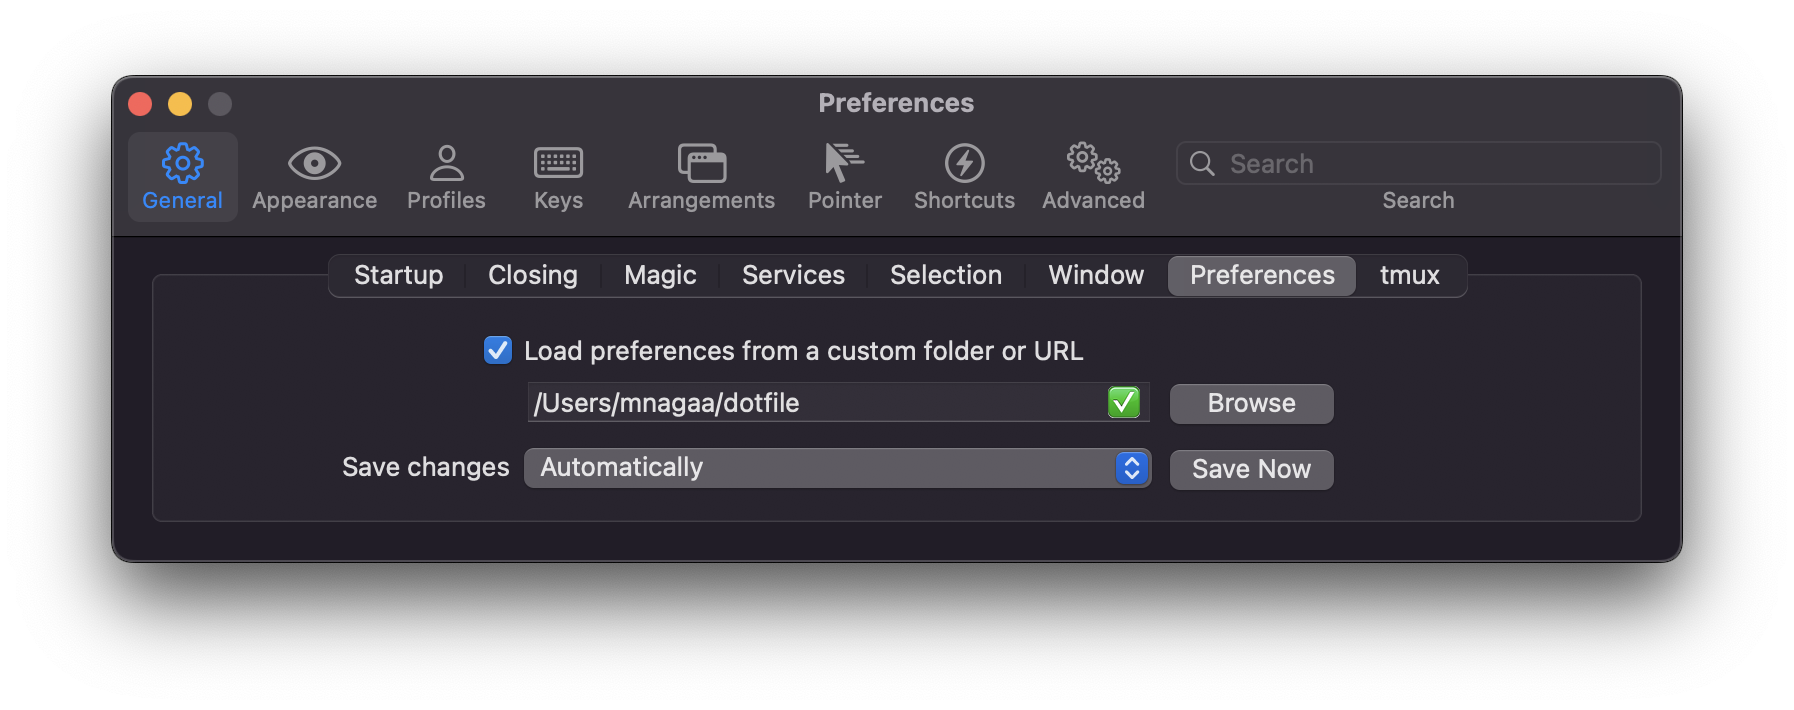 Preferences
General Appearance Profiles Keys Arrangements Pointer Shortcuts Advanced Search
Search
Startup Closing Magic Services Selection Window Preferences tmux
Load preferences from a custom folder or URL
/Users/mnagaa/dotfile Browse
Save changes Automatically Save Now